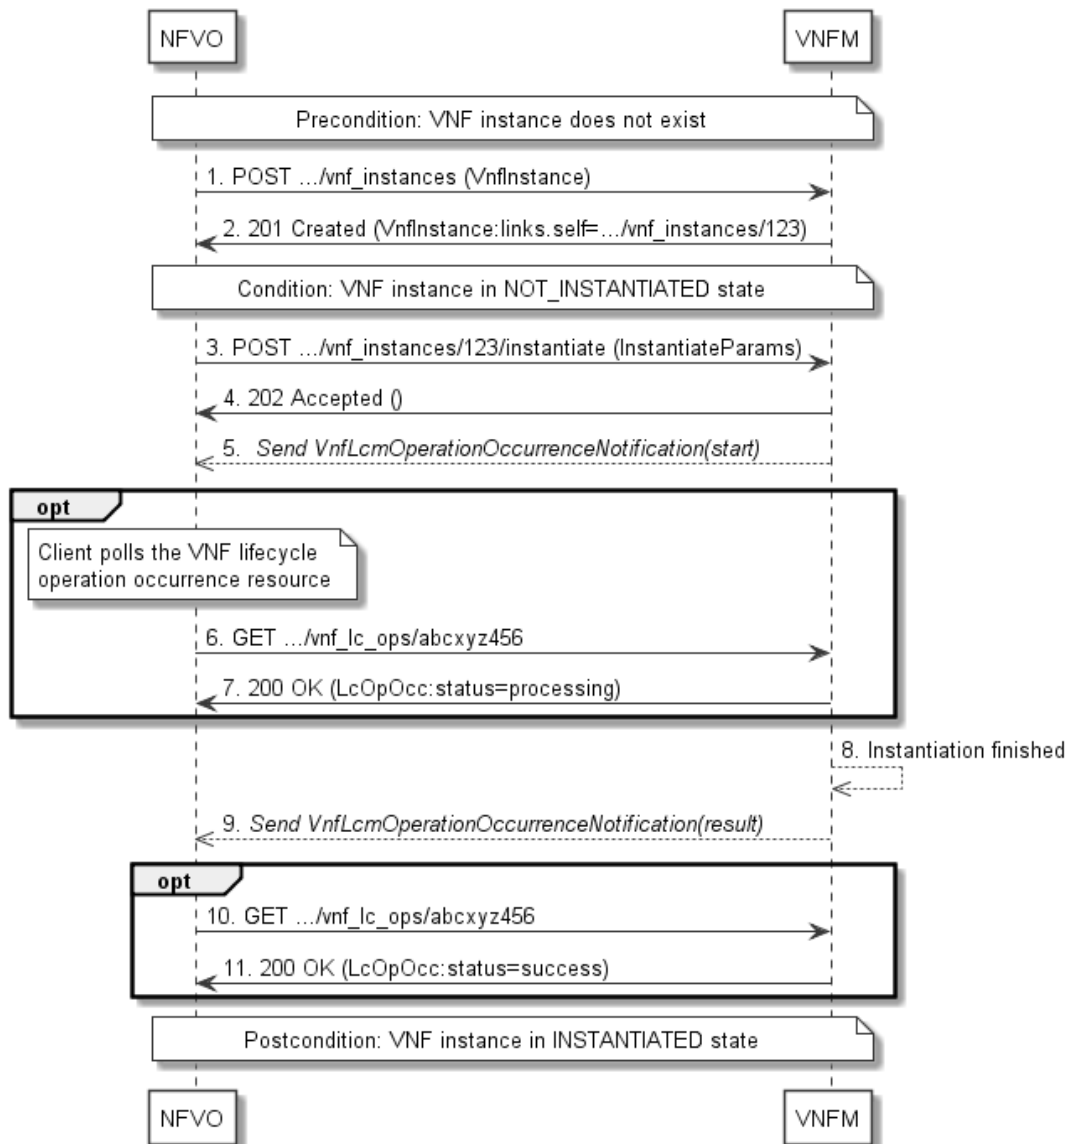 NFVO VNFM
Precondition: VNF instance does not exist
1. POST .../vnf_instances (VnfInstance)
2. 201 Created (VnfInstance:links.self=.../vnf_instances/123)
Condition: VNF instance in NOT_INSTANTIATED state
3. POST .../vnf_instances/123/instantiate (InstantiateParams)
4. 202 Accepted ()
5. Send VnfLcmOperationOccurrenceNotification(start)
opt
Client polls the VNF lifecycle
operation occurrence resource
6. GET .../vnf_lc_ops/abcxyz456
7. 200 OK (LcOpOcc:status=processing)
8. Instantiation finished
9. Send VnfLcmOperationOccurrenceNotification(result)
opt
10. GET .../vnf_lc_ops/abcxyz456
11. 200 OK (LcOpOcc:status=success)
Postcondition: VNF instance in INSTANTIATED state
NFVO VNFM